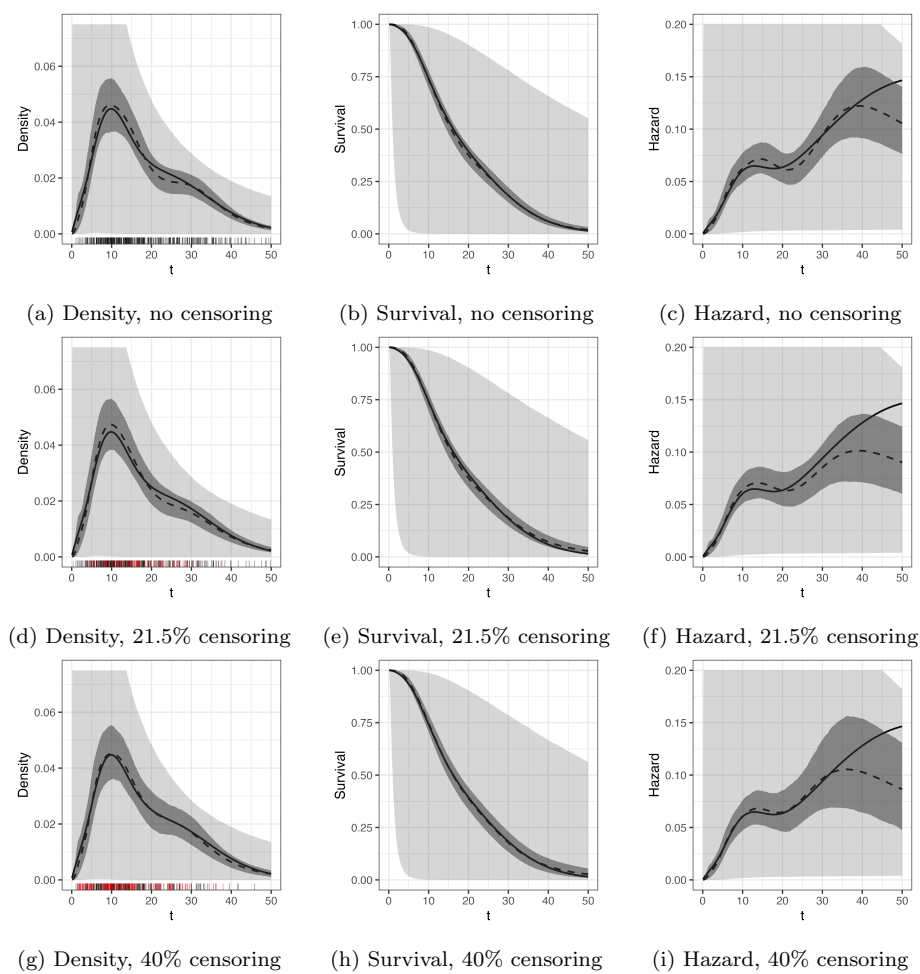 Density
0.06
0.04
0.02
0.00
0 10 20 30 40 50
t
(a) Density, no censoring
Survival
1.00
0.75
0.50
0.25
0.00
0 10 20 30 40 50
t
(b) Survival, no censoring
Hazard
0.20
0.15
0.10
0.05
0.00
0 10 20 30 40 50
t
(c) Hazard, no censoring
Density
0.06
0.04
0.02
0.00
0 10 20 30 40 50
t
(d) Density, 21.5% censoring
Survival
1.00
0.75
0.50
0.25
0.00
0 10 20 30 40 50
t
(e) Survival, 21.5% censoring
Hazard
0.20
0.15
0.10
0.05
0.00
0 10 20 30 40 50
t
(f) Hazard, 21.5% censoring
Density
0.06
0.04
0.02
0.00
0 10 20 30 40 50
t
(g) Density, 40% censoring
Survival
1.00
0.75
0.50
0.25
0.00
0 10 20 30 40 50
t
(h) Survival, 40% censoring
Hazard
0.20
0.15
0.10
0.05
0.00
0 10 20 30 40 50
t
(i) Hazard, 40% censoring